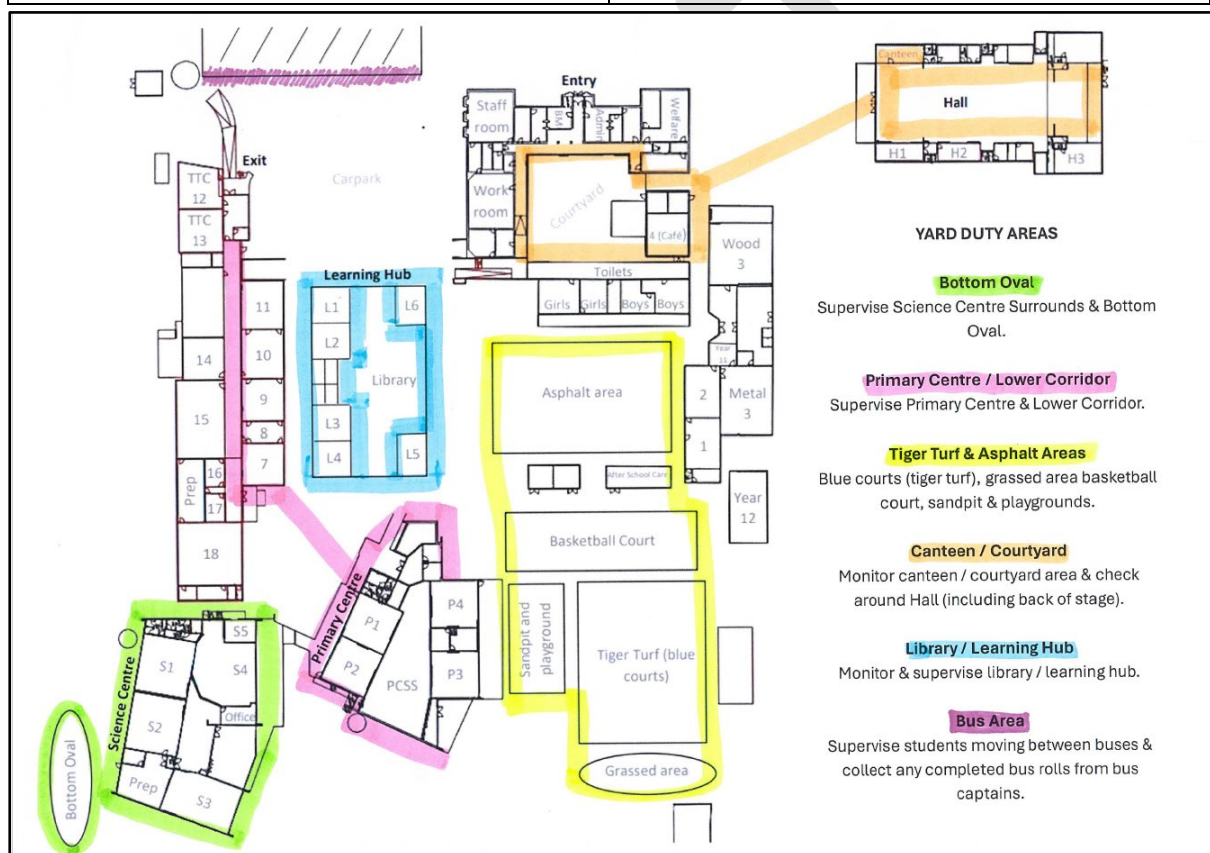 Entry
Canteen
Staff
room
BM
Admin
Welfare
Hall
H1
H2
H3
Exit
TTC
12
TTC
13
Carpark
Work
room
Courtyard
4 (Café)
Wood
3
Toilets
Girls
Girls
Boys
Boys
Learning Hub
L1
L2
L3
L4
L5
L6
Library
11
10
9
8
7
14
15
16
17
Prep
18
Year
11
2
1
Metal
3
Year
12
Asphalt area
After School Care
Basketball Court
Sandpit and
playground
Tiger Turf (blue
courts)
Grassed area
Primary Centre
P1
P2
P3
P4
PCSS
Science Centre
S1
S2
S3
S4
S5
Office
Prep
Bottom Oval
YARD DUTY AREAS
Bottom Oval
Supervise Science Centre Surrounds & Bottom
Oval.
Primary Centre / Lower Corridor
Supervise Primary Centre & Lower Corridor.
Tiger Turf & Asphalt Areas
Blue courts (tiger turf), grassed area basketball
court, sandpit & playgrounds.
Canteen / Courtyard
Monitor canteen / courtyard area & check
around Hall (including back of stage).
Library / Learning Hub
Monitor & supervise library / learning hub.
Bus Area
Supervise students moving between buses &
collect any completed bus rolls from bus
captains.